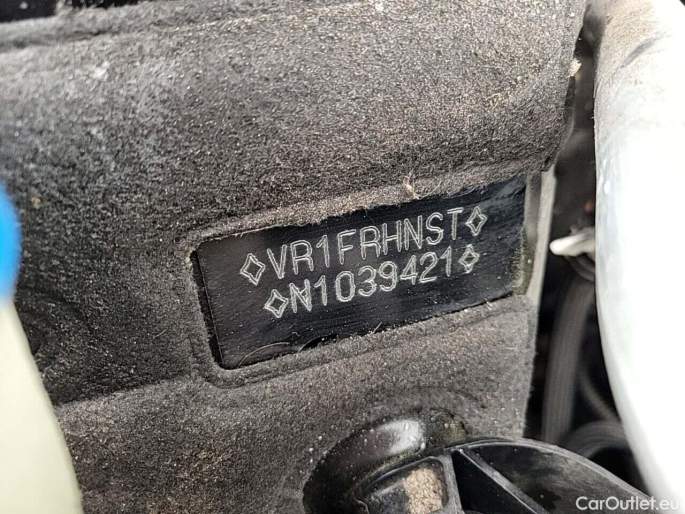 ◊VR1FRHNST◊
◊N1039421◊
CarOutlet.eu